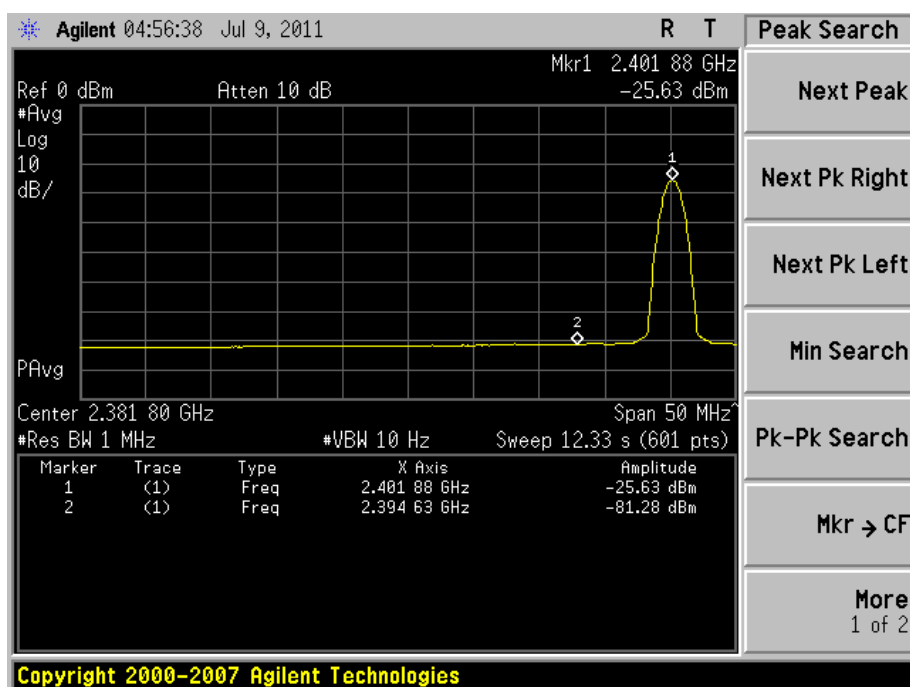 Agilent 04:56:38 Jul 9, 2011 R T
Peak Search
Mkr1 2.401 88 GHz
Ref 0 dBm Atten 10 dB -25.63 dBm
#Avg
Log
10
dB/
1
2
PAvg
Center 2.381 80 GHz Span 50 MHz^
#Res BW 1 MHz #VBW 10 Hz Sweep 12.33 s (601 pts)
Marker Trace Type X Axis Amplitude
1 (1) Freq 2.401 88 GHz -25.63 dBm
2 (1) Freq 2.394 63 GHz -81.28 dBm
Next Peak
Next Pk Right
Next Pk Left
Min Search
Pk-Pk Search
Mkr → CF
More
1 of 2
Copyright 2000-2007 Agilent Technologies